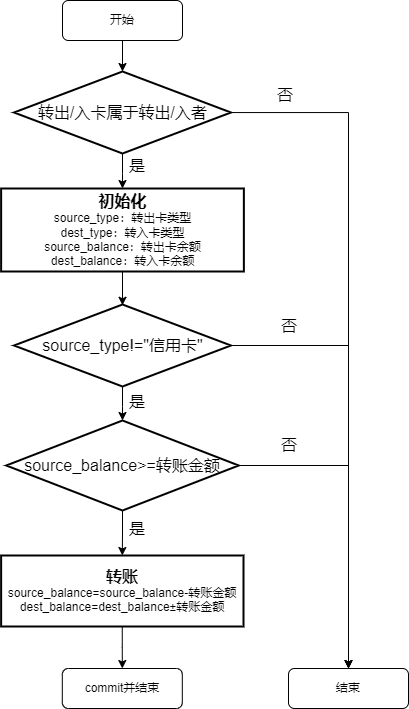 开始
转出/入卡属于转出/入者
否
是
初始化
source_type：转出卡类型
dest_type：转入卡类型
source_balance：转出卡余额
dest_balance：转入卡余额
source_type!="信用卡"
否
是
source_balance>=转账金额
否
是
转账
source_balance=source_balance-转账金额
dest_balance=dest_balance±转账金额
commit并结束
结束